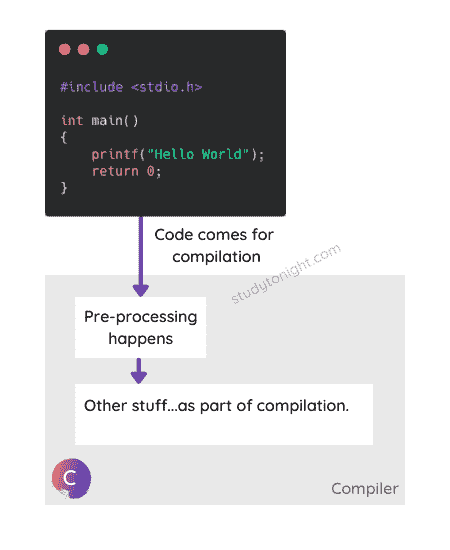 #include <stdio.h>
int main()
{
printf("Hello World");
return 0;
}
Code comes for
compilation
studytonight.com
Pre-processing
happens
Other stuff...as part of compilation.
C
Compiler